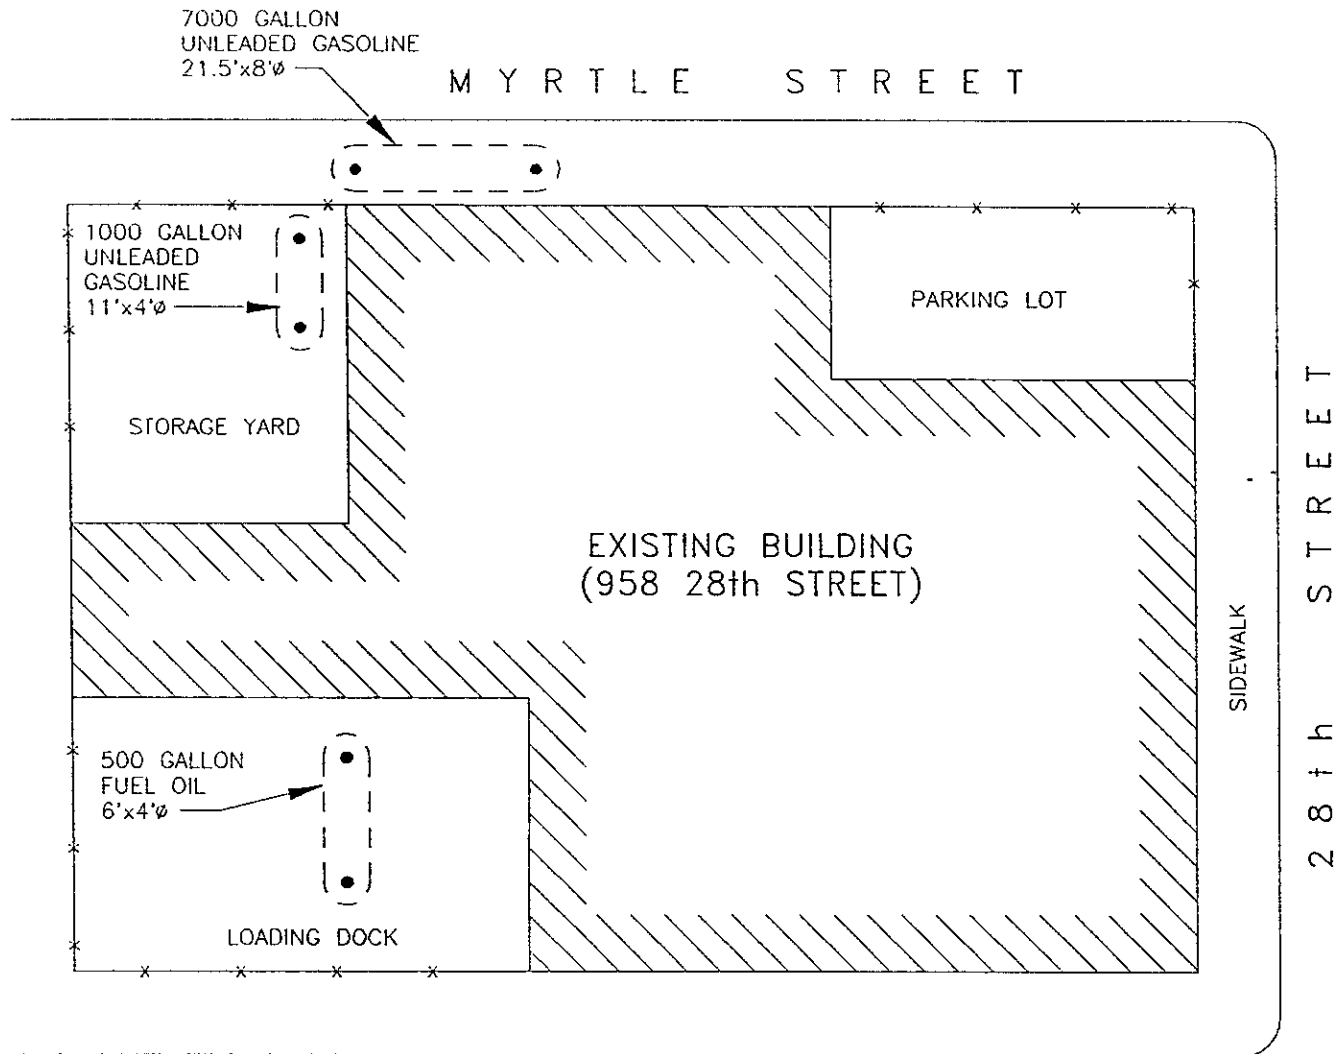 7000 GALLON
UNLEADED GASOLINE
21.5'x8'ø
MYRTLE STREET
1000 GALLON
UNLEADED
GASOLINE
11'x4'ø
PARKING LOT
STORAGE YARD
EXISTING BUILDING
(958 28th STREET)
SIDEWALK
28th STREET
500 GALLON
FUEL OIL
6'x4'ø
LOADING DOCK